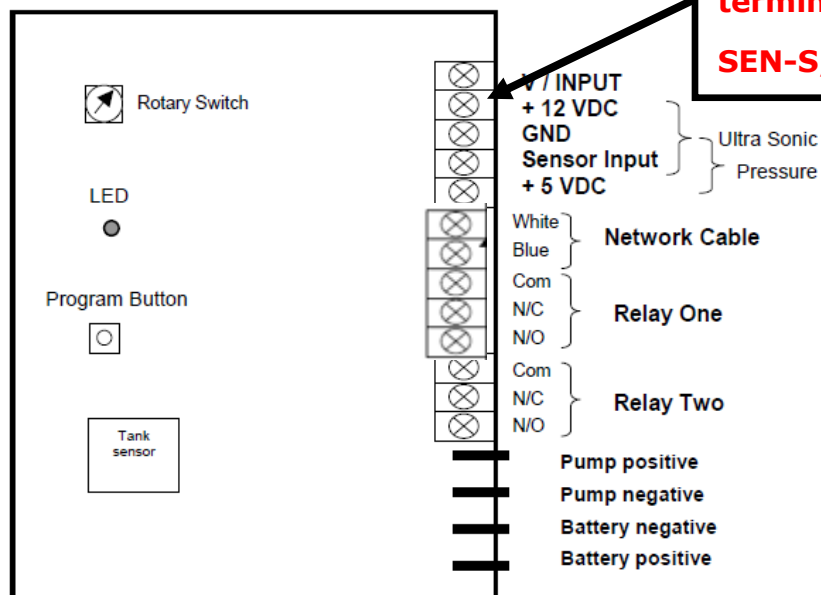 SEN-S
Rotary Switch
V / INPUT
+ 12 VDC
GND
Sensor Input
+ 5 VDC
Ultra Sonic
Pressure
LED
White
Blue
Network Cable
Program Button
Com
N/C
N/O
Relay One
Com
N/C
N/O
Relay Two
Tank
sensor
Pump positive
Pump negative
Battery negative
Battery positive